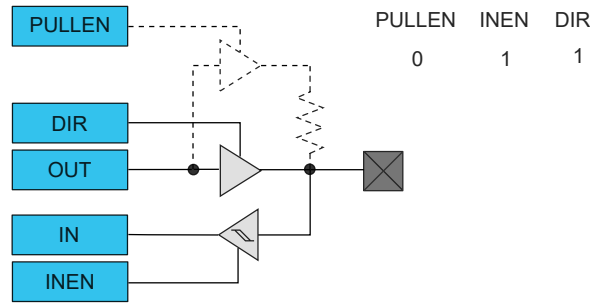 PULLEN
PULLEN INEN DIR
0 1 1
DIR
OUT
IN
INEN